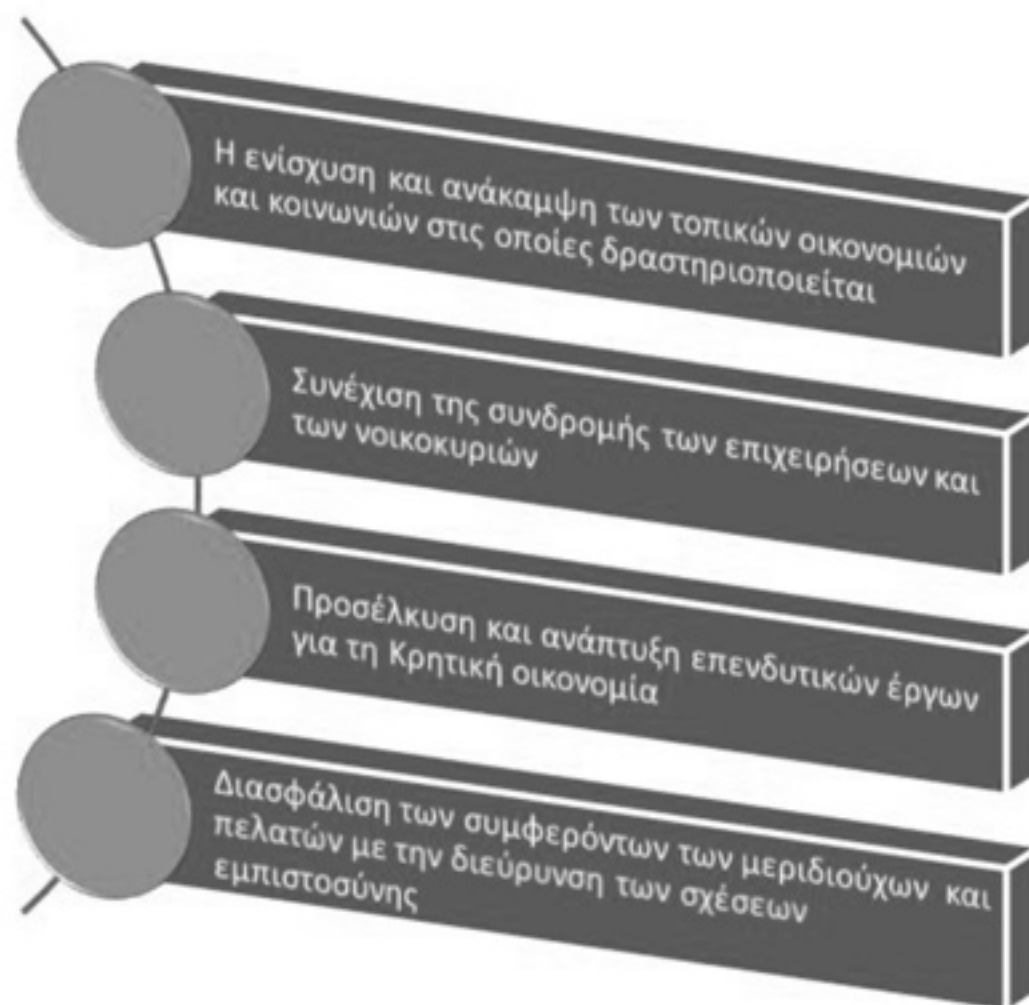 Η ενίσχυση και ανάκαμψη των τοπικών οικονομιών
και κοινωνιών στις οποίες δραστηριοποιείται
Συνέχιση της συνδρομής των επιχειρήσεων και
των νοικοκυριών
Προσέλκυση και ανάπτυξη επενδυτικών έργων
για τη Κρητική οικονομία
Διασφάλιση των συμφερόντων των μεριδιούχων και
πελατών με την διεύρυνση των σχέσεων
εμπιστοσύνης